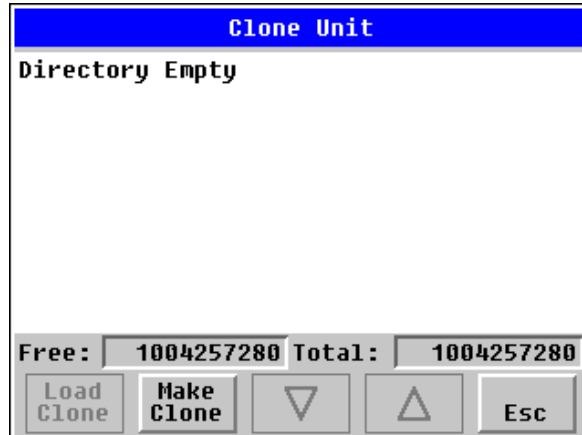 Clone Unit
Directory Empty
Free: 1004257280 Total: 1004257280
Load Clone
Make Clone
Esc